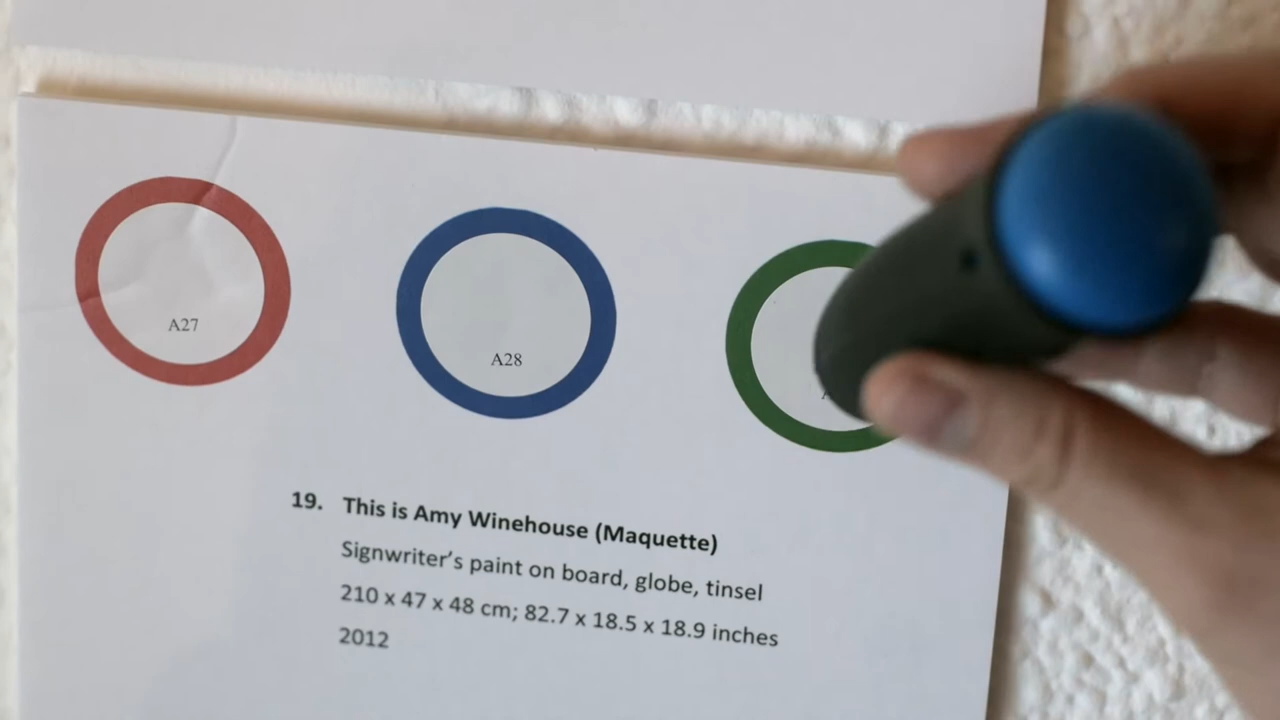 A27
A28
19. This is Amy Winehouse (Maquette)
Signwriter's paint on board, globe, tinsel
210 x 47 x 48 cm; 82.7 x 18.5 x 18.9 inches
2012